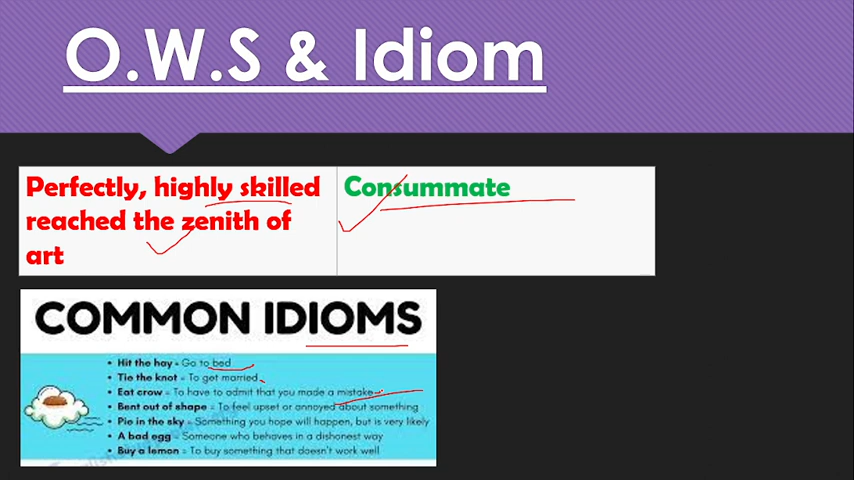 O.W.S & Idiom
Perfectly, highly skilled
reached the zenith of
art
Consummate
COMMON IDIOMS
• Hit the hay = Go to bed
• Tie the knot = To get married
• Eat crow = To have to admit that you made a mistake
• Bent out of shape = To feel upset or annoyed about something
• Pie in the sky = Something you hope will happen, but is very likely
• A bad egg = Someone who behaves in a dishonest way
• Buy a lemon = To buy something that doesn't work well